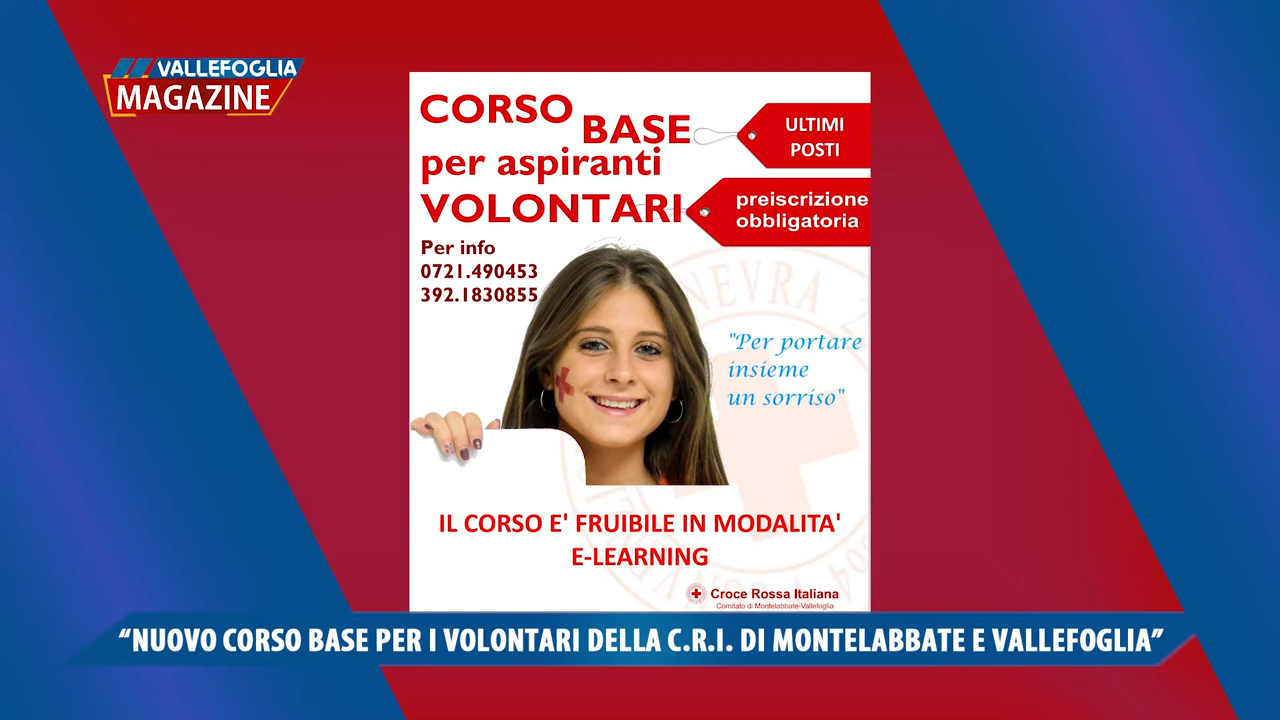 VALLEFOGLIA
MAGAZINE
CORSO
BASE
per aspiranti
VOLONTARI
ULTIMI
POSTI
preiscrizione
obbligatoria
Per info
0721.490453
392.1830855
"Per portare
insieme
un sorriso"
IL CORSO E' FRUIBILE IN MODALITA'
E-LEARNING
Croce Rossa Italiana
Comitato di Montelabbate-Vallefoglia
“NUOVO CORSO BASE PER I VOLONTARI DELLA C.R.I. DI MONTELABBATE E VALLEFOGLIA”